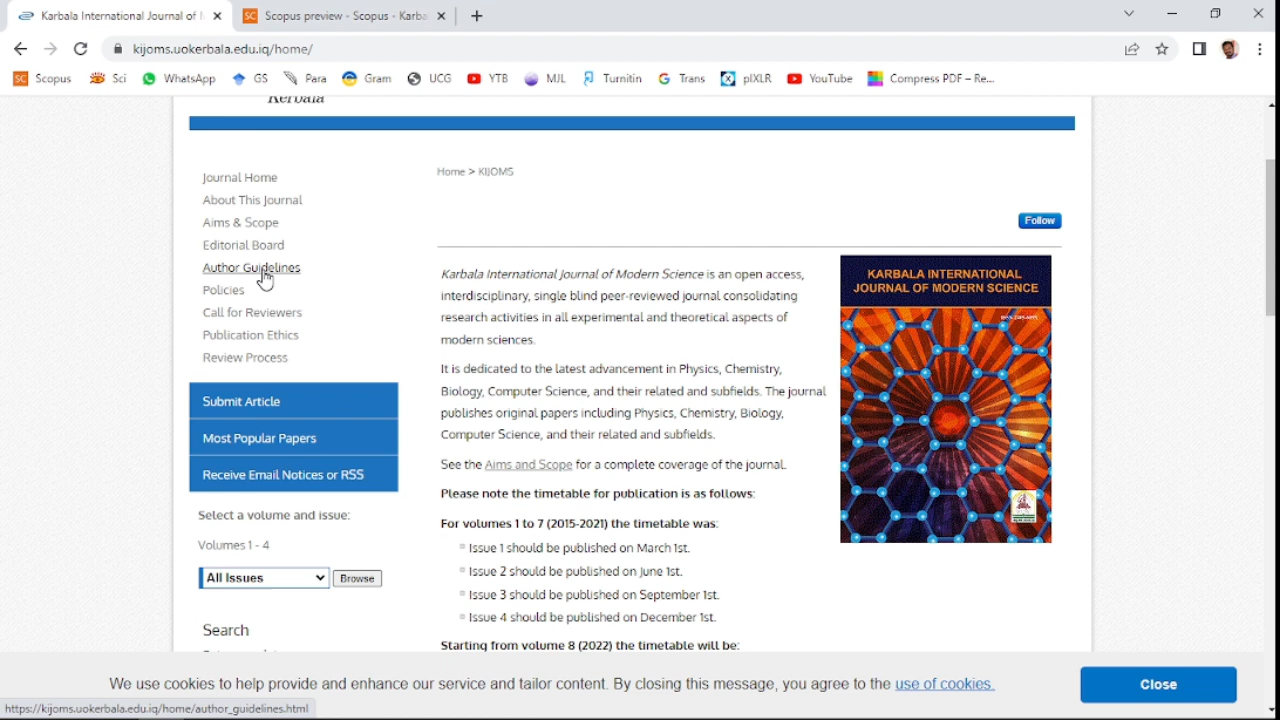 Karbala International Journal of
Scopus preview - Scopus - Karba
kijoms.uokerbala.edu.iq/home/
SC Scopus
Sci
WhatsApp
GS
Para
Gram
UCG
YTB
MJL
Turnitin
Trans
pIXLR
YouTube
Compress PDF – Re...
Kerbala
Journal Home
About This Journal
Aims & Scope
Editorial Board
Author Guidelines
Policies
Call for Reviewers
Publication Ethics
Review Process
Submit Article
Most Popular Papers
Receive Email Notices or RSS
Select a volume and issue:
Volumes 1 - 4
All Issues
Browse
Search
Home > KIJOMS
Follow
Karbala International Journal of Modern Science is an open access,
interdisciplinary, single blind peer-reviewed journal consolidating
research activities in all experimental and theoretical aspects of
modern sciences.
It is dedicated to the latest advancement in Physics, Chemistry,
Biology, Computer Science, and their related and subfields. The journal
publishes original papers including Physics, Chemistry, Biology,
Computer Science, and their related and subfields.
See the Aims and Scope for a complete coverage of the journal.
Please note the timetable for publication is as follows:
For volumes 1 to 7 (2015-2021) the timetable was:
Issue 1 should be published on March 1st.
Issue 2 should be published on June 1st.
Issue 3 should be published on September 1st.
Issue 4 should be published on December 1st.
Starting from volume 8 (2022) the timetable will be:
KARBALA INTERNATIONAL
JOURNAL OF MODERN SCIENCE
We use cookies to help provide and enhance our service and tailor content. By closing this message, you agree to the use of cookies.
Close
https://kijoms.uokerbala.edu.iq/home/author_guidelines.html